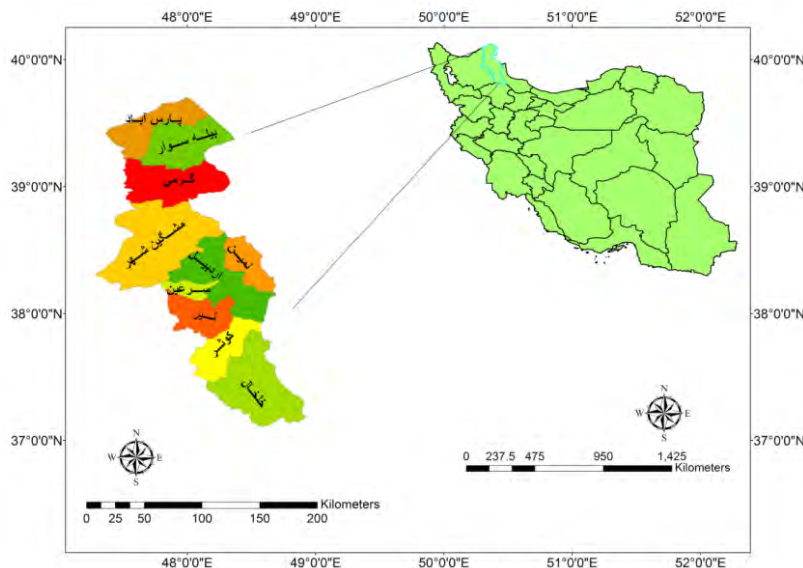 48°0'0"E 49°0'0"E 50°0'0"E 51°0'0"E 52°0'0"E
40°0'0"N 40°0'0"N
پارس اباد
بیله سوار
39°0'0"N 39°0'0"N
گرمی
مشگین شهر
نمین
اردبیل
سرعین
38°0'0"N 38°0'0"N
نیر
کوثر
خلخال
N
W E
S
N
W E
S
37°0'0"N 37°0'0"N
0 237.5 475 950 1,425
Kilometers
Kilometers
0 25 50 100 150 200
48°0'0"E 49°0'0"E 50°0'0"E 51°0'0"E 52°0'0"E